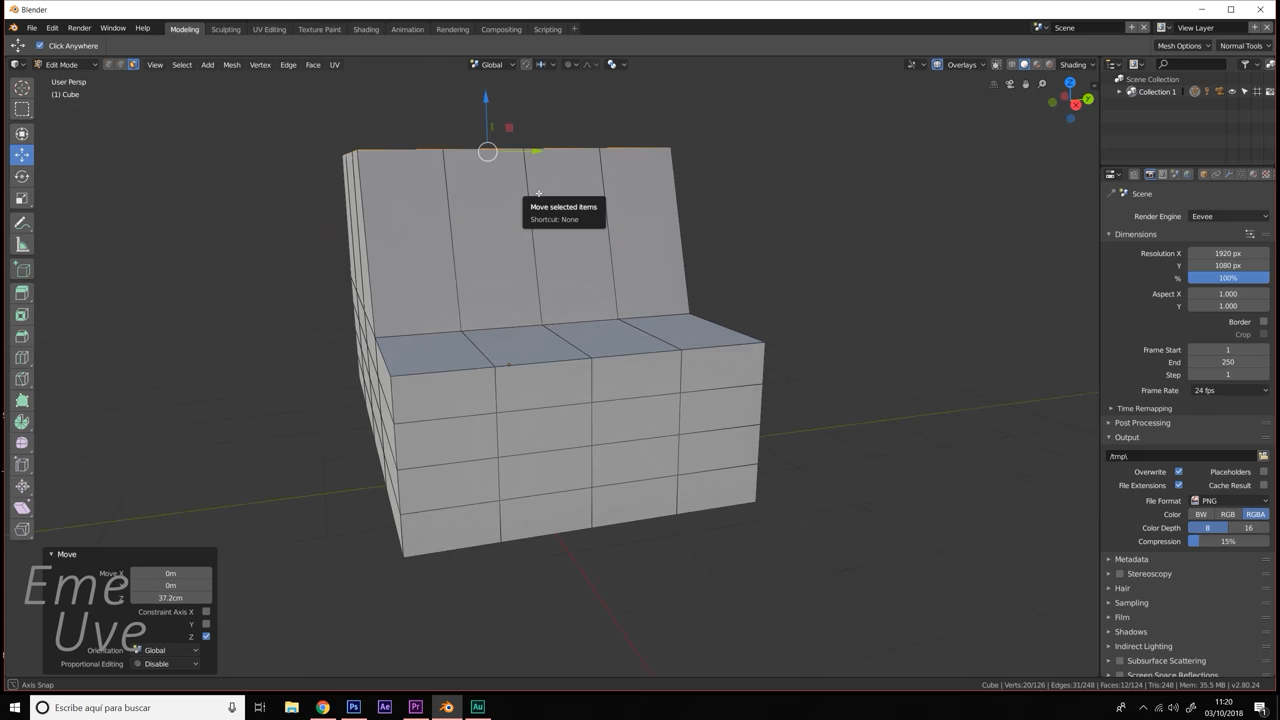 Blender
File Edit Render Window Help
Modeling Sculpting UV Editing Texture Paint Shading Animation Rendering Compositing Scripting +
Scene
View Layer
Click Anywhere
Mesh Options
Normal Tools
Edit Mode View Select Add Mesh Vertex Edge Face UV
Global
Overlays
Shading
User Persp
(1) Cube
Z
Y
X
Scene Collection
Collection 1
Move selected items
Shortcut: None
Scene
Render Engine Eevee
Dimensions
Resolution X 1920 px
Y 1080 px
% 100%
Aspect X 1.000
Y 1.000
Border
Crop
Frame Start 1
End 250
Step 1
Frame Rate 24 fps
Time Remapping
Post Processing
Output
/tmp\
Overwrite Placeholders
File Extensions Cache Result
File Format PNG
Color BW RGB RGBA
Color Depth 8 16
Compression 15%
Metadata
Stereoscopy
Hair
Sampling
Film
Shadows
Indirect Lighting
Subsurface Scattering
Screen Space Reflections
Move
Move X 0m
0m
Z 37.2cm
Constraint Axis X
Y
Z
Orientation Global
Proportional Editing Disable
Eme
Uve
Axis Snap
Cube | Verts:20/126 | Edges:31/248 | Faces:12/124 | Tris:248 | Mem: 35.5 MB | v2.80.24
Escribe aquí para buscar
Ps Ae Pr Au
11:20
03/10/2018